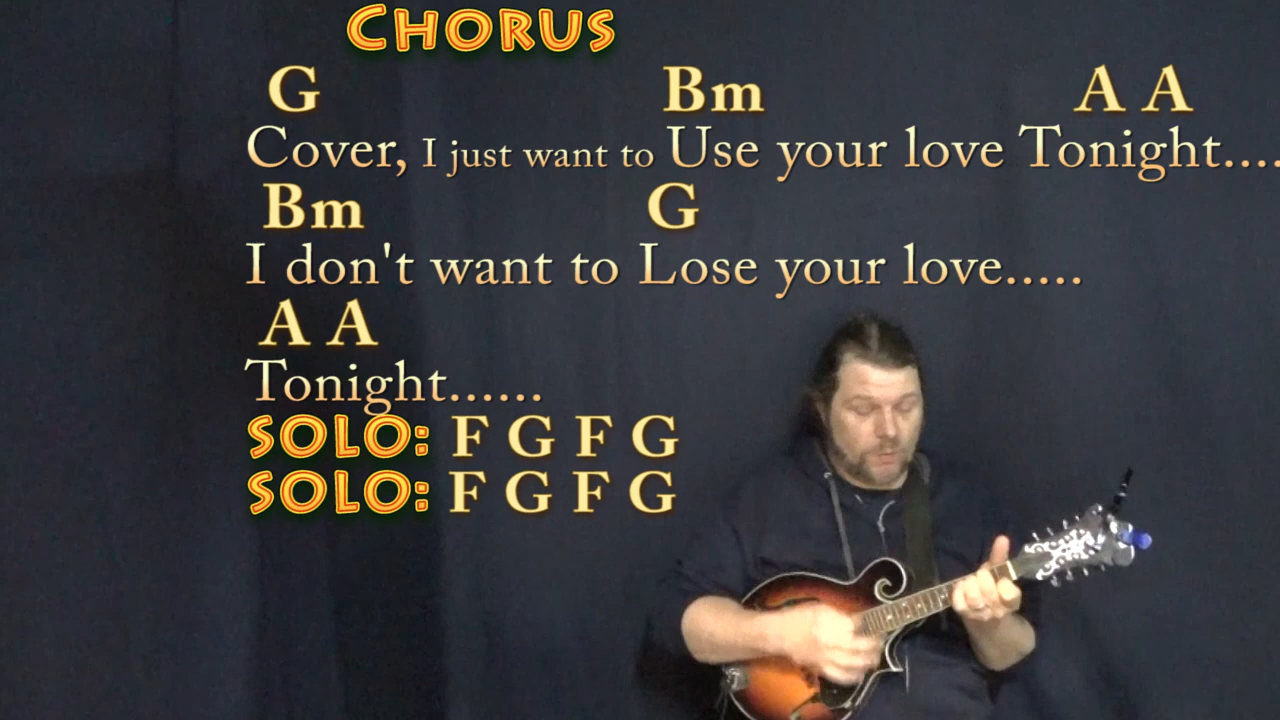 CHORUS
G Bm A A
Cover, I just want to Use your love Tonight....
Bm G
I don't want to Lose your love.....
A A
Tonight......
SOLO: F G F G
SOLO: F G F G